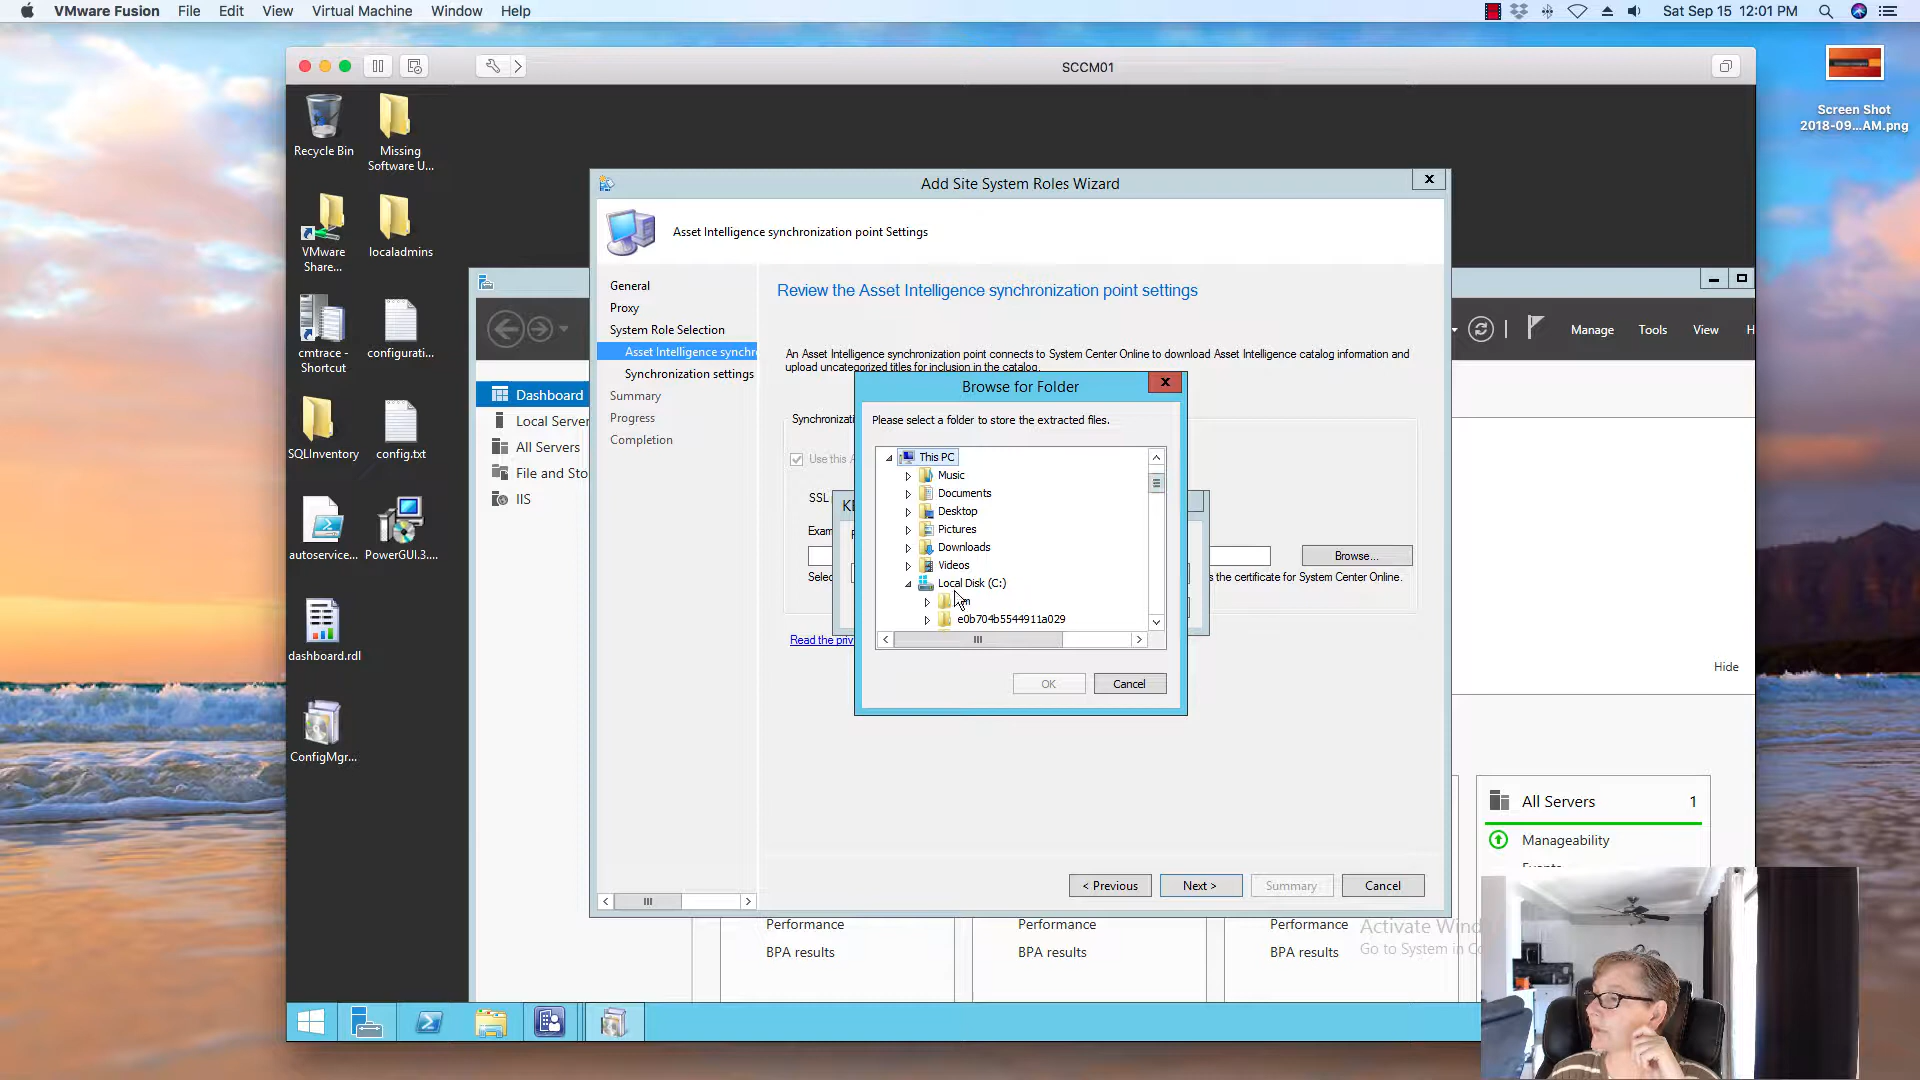 VMware Fusion File Edit View Virtual Machine Window Help
Sat Sep 15 12:01 PM
SCCM01
Screen Shot
2018-09...AM.png
Recycle Bin
Missing
Software U...
VMware
Share...
localadmins
cmtrace -
Shortcut
configurati...
SQLInventory
config.txt
autoservice...
PowerGUI.3....
dashboard.rdl
ConfigMgr...
Manage Tools View H
Dashboard
Local Server
All Servers
File and Sto
IIS
Add Site System Roles Wizard
Asset Intelligence synchronization point Settings
General
Proxy
System Role Selection
Asset Intelligence synchr
Synchronization settings
Summary
Progress
Completion
Review the Asset Intelligence synchronization point settings
An Asset Intelligence synchronization point connects to System Center Online to download Asset Intelligence catalog information and
upload uncategorized titles for inclusion in the catalog.
Synchronizati
Use this A
SSL
Exam
Browse...
Selec
s the certificate for System Center Online.
Read the priv
Browse for Folder
Please select a folder to store the extracted files.
This PC
Music
Documents
Desktop
Pictures
Downloads
Videos
Local Disk (C:)
e0b704b5544911a029
OK Cancel
< Previous Next > Summary Cancel
Hide
All Servers 1
Manageability
Performance
BPA results
Performance
BPA results
Performance
BPA results
Activate Wind
Go to System in Co